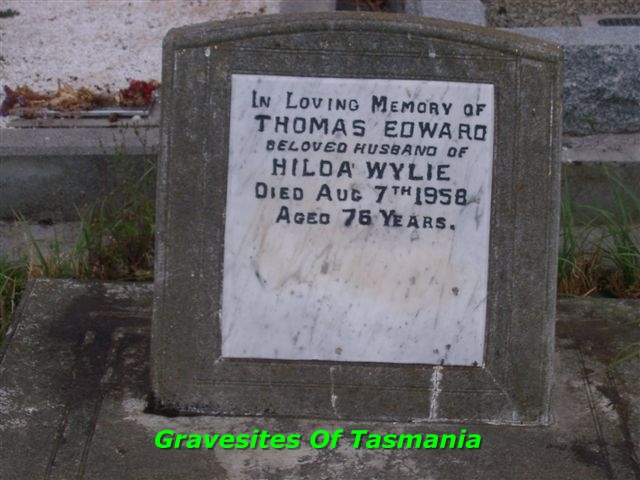 In Loving Memory of
THOMAS EDWARD
BELOVED HUSBAND OF
HILDA WYLIE
Died Aug 7TH 1958
Aged 76 Years.
Gravesites Of Tasmania